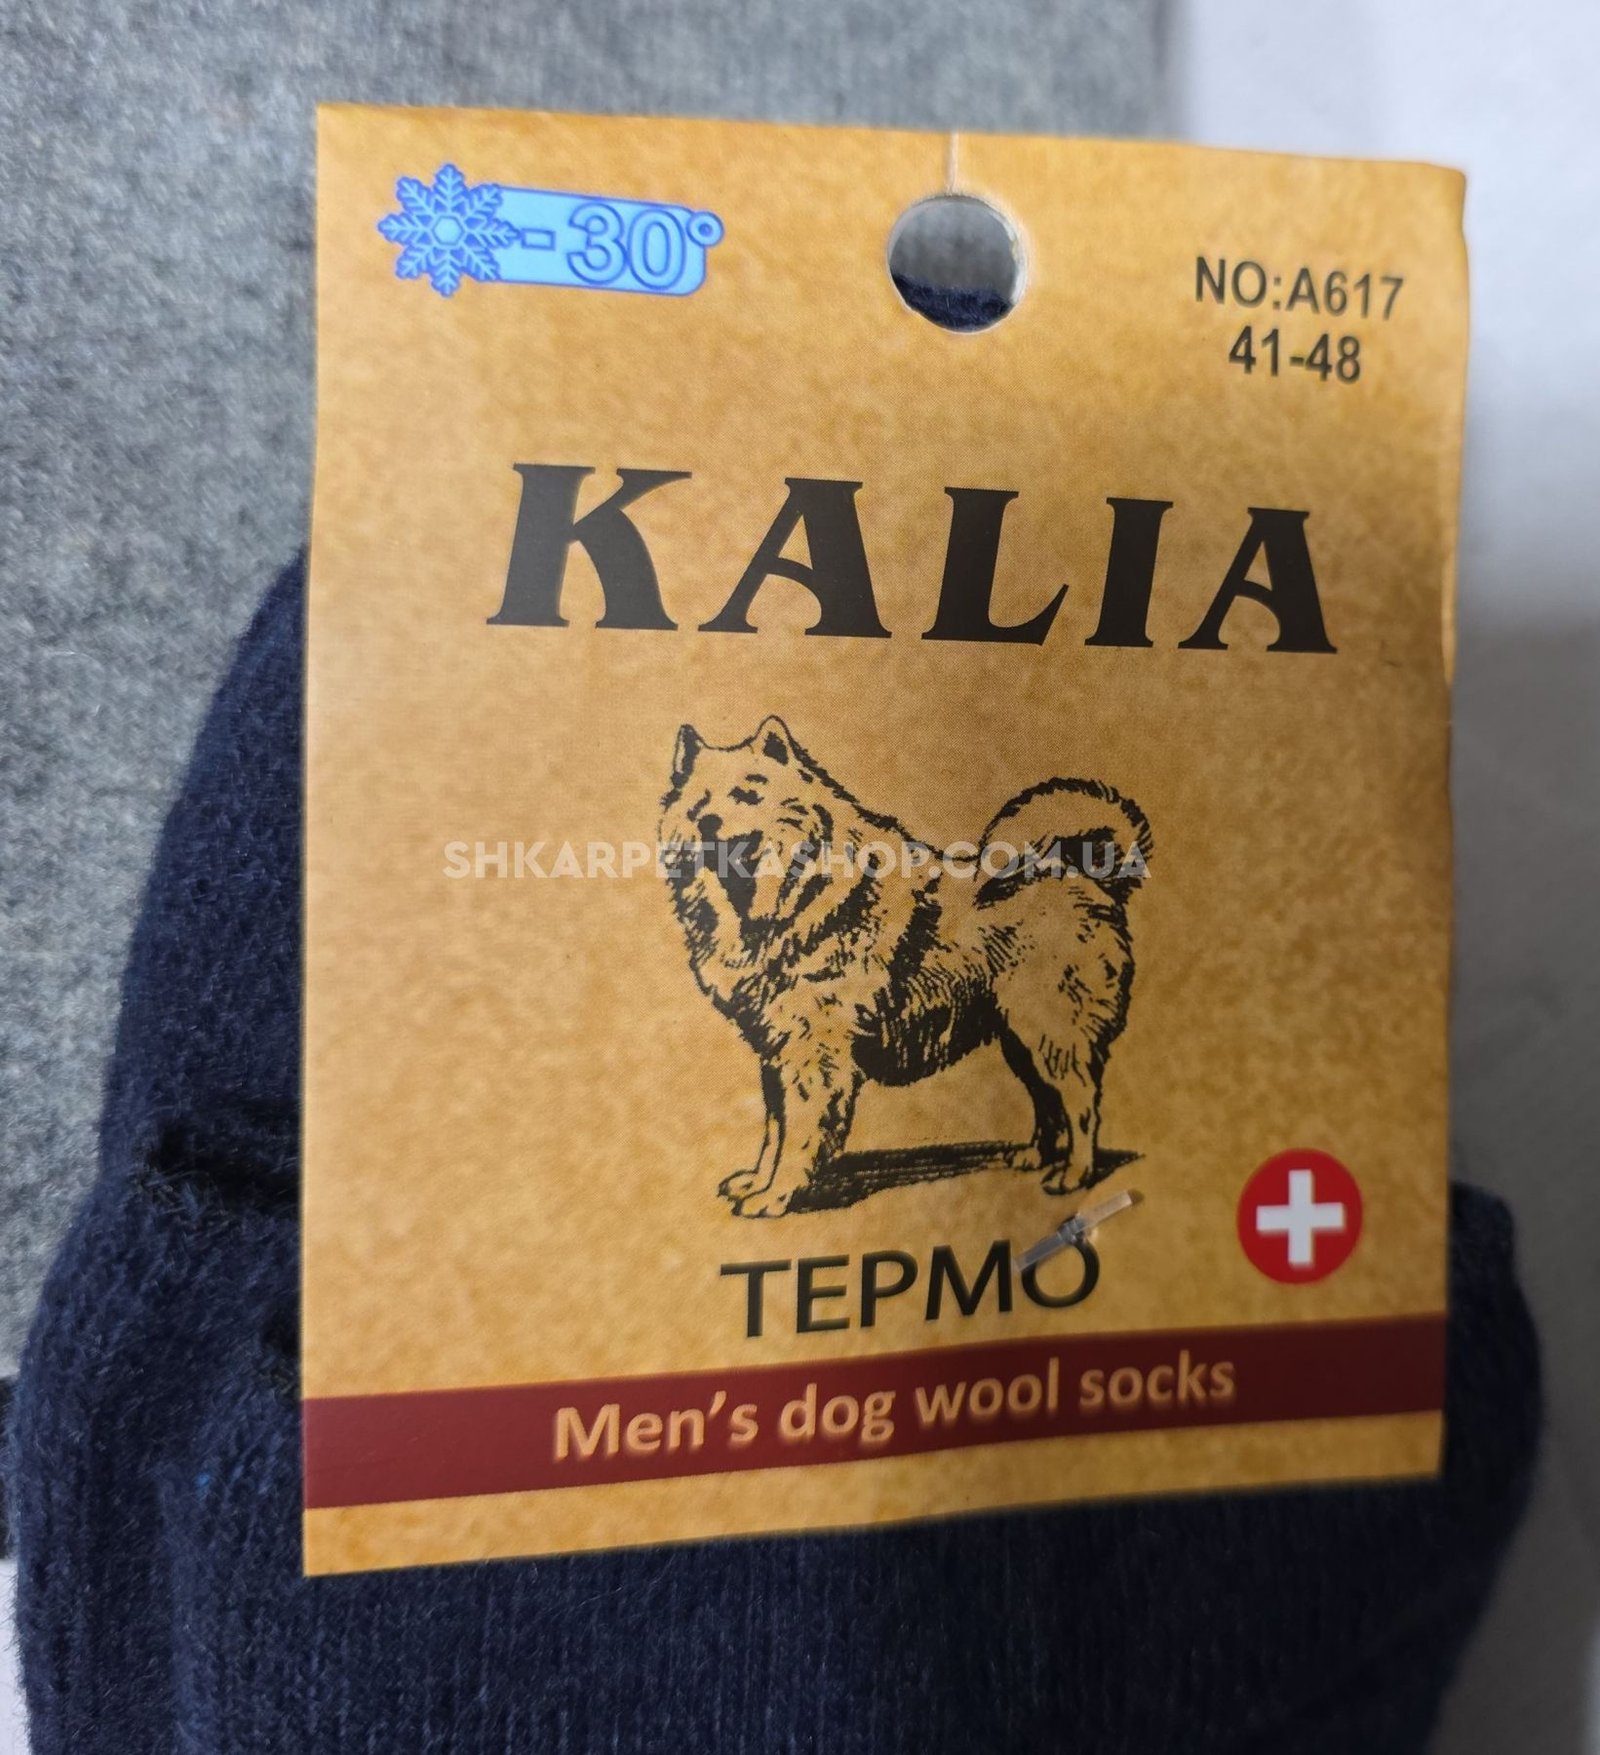 -30°
NO:A617
41-48
KALIA
SHKARPETKASHOP.COM.UA
ТЕРМО
Men's dog wool socks